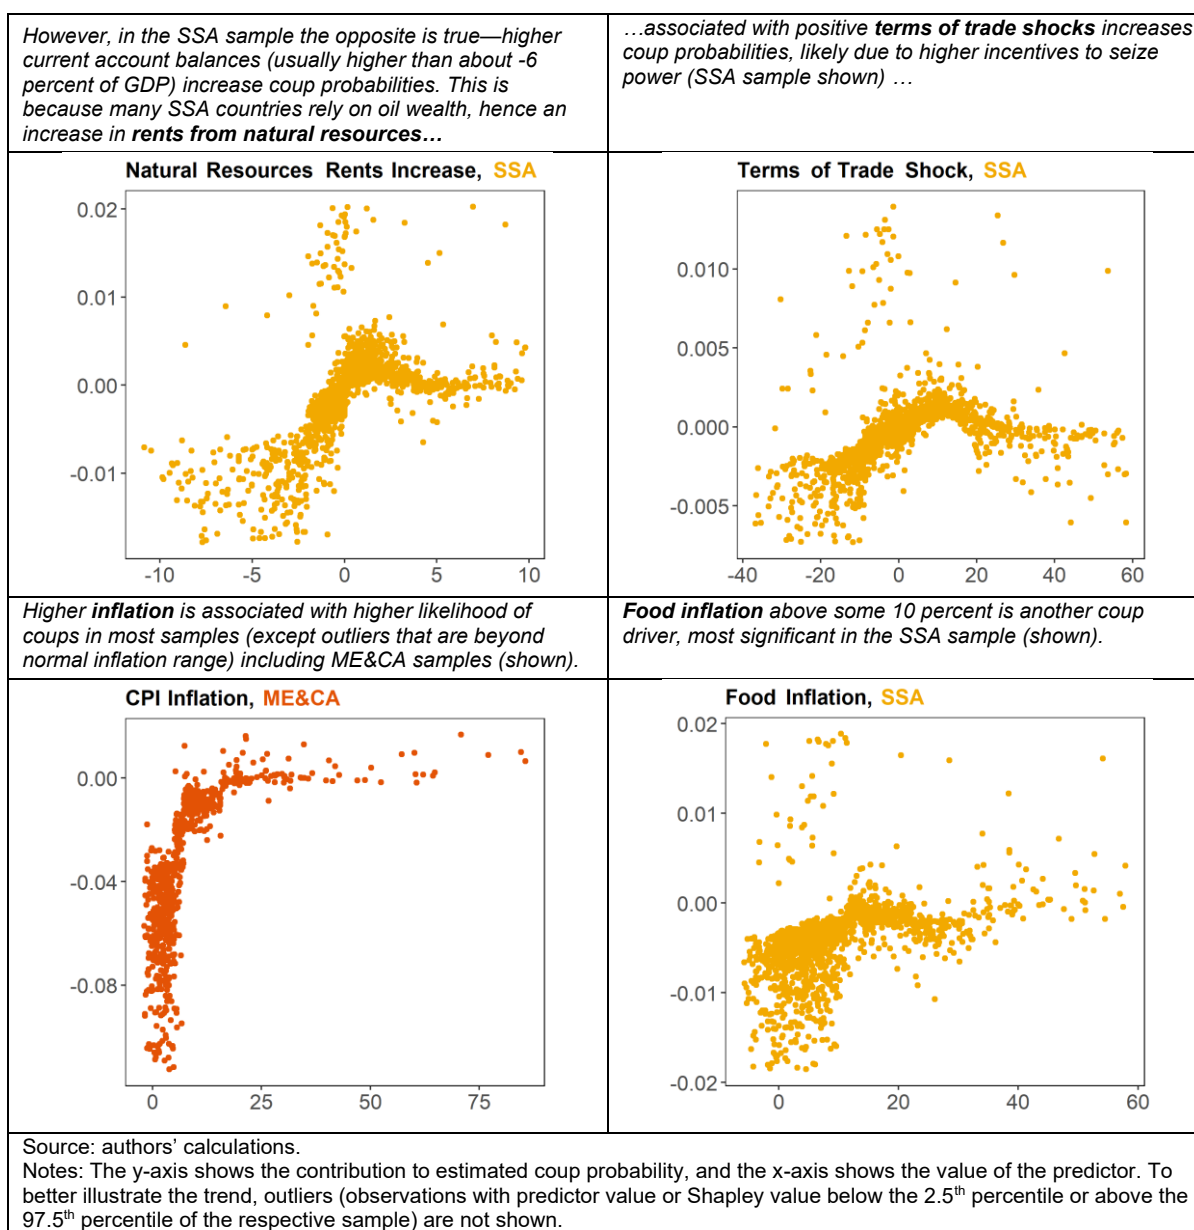 However, in the SSA sample the opposite is true—higher
current account balances (usually higher than about -6
percent of GDP) increase coup probabilities. This is
because many SSA countries rely on oil wealth, hence an
increase in rents from natural resources…
…associated with positive terms of trade shocks increases
coup probabilities, likely due to higher incentives to seize
power (SSA sample shown) …
Natural Resources Rents Increase, SSA
0.02
0.01
0.00
-0.01
-10 -5 0 5 10
Terms of Trade Shock, SSA
0.010
0.005
0.000
-0.005
-40 -20 0 20 40 60
Higher inflation is associated with higher likelihood of
coups in most samples (except outliers that are beyond
normal inflation range) including ME&CA samples (shown).
Food inflation above some 10 percent is another coup
driver, most significant in the SSA sample (shown).
CPI Inflation, ME&CA
0.00
-0.04
-0.08
0 25 50 75
Food Inflation, SSA
0.02
0.01
0.00
-0.01
-0.02
0 20 40 60
Source: authors’ calculations.
Notes: The y-axis shows the contribution to estimated coup probability, and the x-axis shows the value of the predictor. To
better illustrate the trend, outliers (observations with predictor value or Shapley value below the 2.5th percentile or above the
97.5th percentile of the respective sample) are not shown.